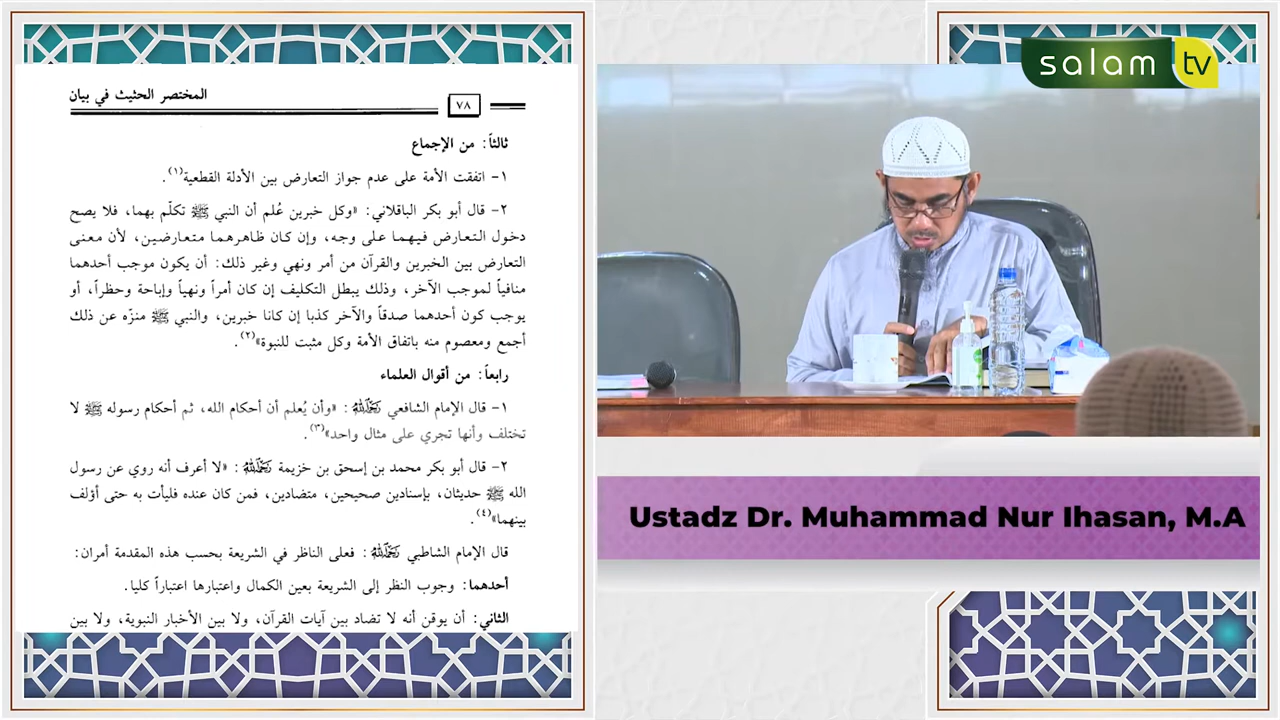 المختصر الحثيث في بيان
٧٨
ثالثاً: من الإجماع
١- اتفقت الأمة على عدم جواز التعارض بين الأدلة القطعية(١).
٢- قال أبو بكر الباقلاني: «وكل خبرين عُلم أن النبي ﷺ تكلّم بهما، فلا يصح
دخول التعارض فيهما على وجه، وإن كان ظاهرهما متعارضين، لأن معنى
التعارض بين الخبرين والقرآن من أمر ونهي وغير ذلك: أن يكون موجب أحدهما
منافياً لموجب الآخر، وذلك يبطل التكليف إن كان أمراً ونهياً وإباحة وحظراً، أو
يوجب كون أحدهما صدقاً والآخر كذبا إن كانا خبرين، والنبي ﷺ منزّه عن ذلك
أجمع ومعصوم منه باتفاق الأمة وكل مثبت للنبوة»(٢).
رابعاً: من أقوال العلماء
١- قال الإمام الشافعي رَحِمَهُ اللَّهُ: «وأن يُعلم أن أحكام الله، ثم أحكام رسوله ﷺ لا
تختلف وأنها تجري على مثال واحد»(٣).
٢- قال أبو بكر محمد بن إسحق بن خزيمة رَحِمَهُ اللَّهُ: «لا أعرف أنه روي عن رسول
الله ﷺ حديثان، بإسنادين صحيحين، متضادين، فمن كان عنده فليأت به حتى أؤلف
بينهما»(٤).
قال الإمام الشاطبي رَحِمَهُ اللَّهُ: فعلى الناظر في الشريعة بحسب هذه المقدمة أمران:
أحدهما: وجوب النظر إلى الشريعة بعين الكمال واعتبارها اعتباراً كليا.
الثاني: أن يوقن أنه لا تضاد بين آيات القرآن، ولا بين الأخبار النبوية، ولا بين
salam tv
Ustadz Dr. Muhammad Nur Ihasan, M.A